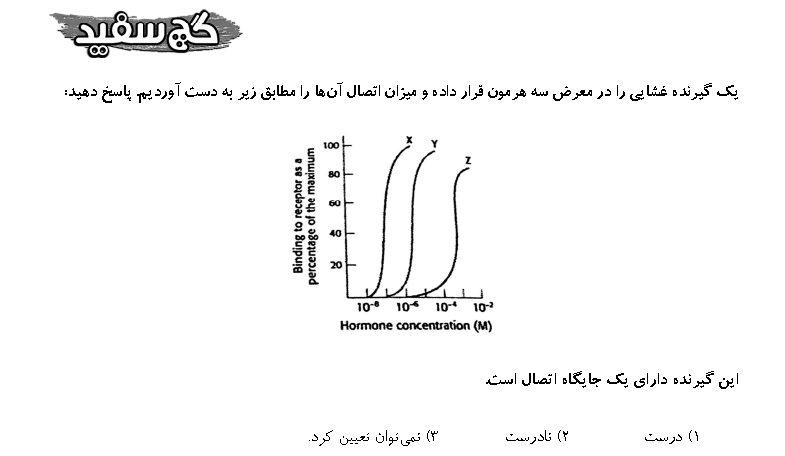 گچ سفید
یک گیرنده غشایی را در معرض سه هرمون قرار داده و میزان اتصال آن‌ها را مطابق زیر به دست آوردیم. پاسخ دهید:
X Y Z
Binding to receptor as a
percentage of the maximum
100
80
60
40
20
10⁻⁸ 10⁻⁶ 10⁻⁴ 10⁻²
Hormone concentration (M)
این گیرنده دارای یک جایگاه اتصال است.
۱) درست ۲) نادرست ۳) نمی‌توان تعیین کرد.